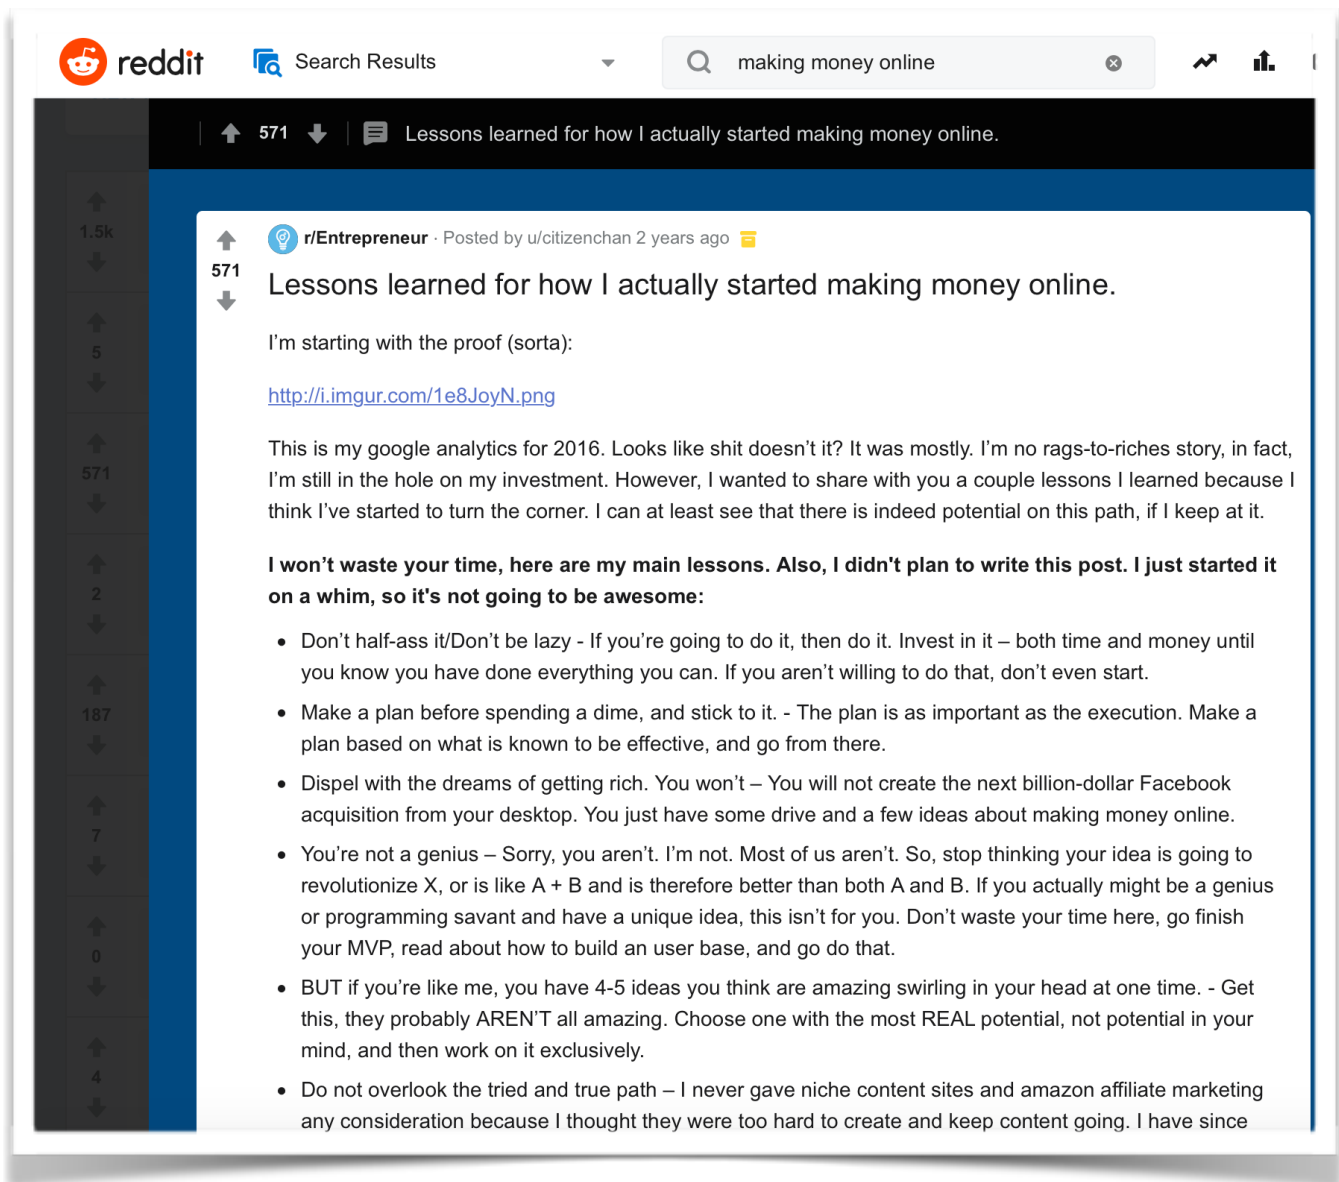 reddit Search Results making money online
571 Lessons learned for how I actually started making money online.
1.5k
5
571
2
187
7
0
4
r/Entrepreneur · Posted by u/citizenchan 2 years ago
571
Lessons learned for how I actually started making money online.
I’m starting with the proof (sorta):
http://i.imgur.com/1e8JoyN.png
This is my google analytics for 2016. Looks like shit doesn’t it? It was mostly. I’m no rags-to-riches story, in fact,
I’m still in the hole on my investment. However, I wanted to share with you a couple lessons I learned because I
think I’ve started to turn the corner. I can at least see that there is indeed potential on this path, if I keep at it.
I won’t waste your time, here are my main lessons. Also, I didn't plan to write this post. I just started it
on a whim, so it's not going to be awesome:
• Don’t half-ass it/Don’t be lazy - If you’re going to do it, then do it. Invest in it – both time and money until
you know you have done everything you can. If you aren’t willing to do that, don’t even start.
• Make a plan before spending a dime, and stick to it. - The plan is as important as the execution. Make a
plan based on what is known to be effective, and go from there.
• Dispel with the dreams of getting rich. You won’t – You will not create the next billion-dollar Facebook
acquisition from your desktop. You just have some drive and a few ideas about making money online.
• You’re not a genius – Sorry, you aren’t. I’m not. Most of us aren’t. So, stop thinking your idea is going to
revolutionize X, or is like A + B and is therefore better than both A and B. If you actually might be a genius
or programming savant and have a unique idea, this isn’t for you. Don’t waste your time here, go finish
your MVP, read about how to build an user base, and go do that.
• BUT if you’re like me, you have 4-5 ideas you think are amazing swirling in your head at one time. - Get
this, they probably AREN’T all amazing. Choose one with the most REAL potential, not potential in your
mind, and then work on it exclusively.
• Do not overlook the tried and true path – I never gave niche content sites and amazon affiliate marketing
any consideration because I thought they were too hard to create and keep content going. I have since